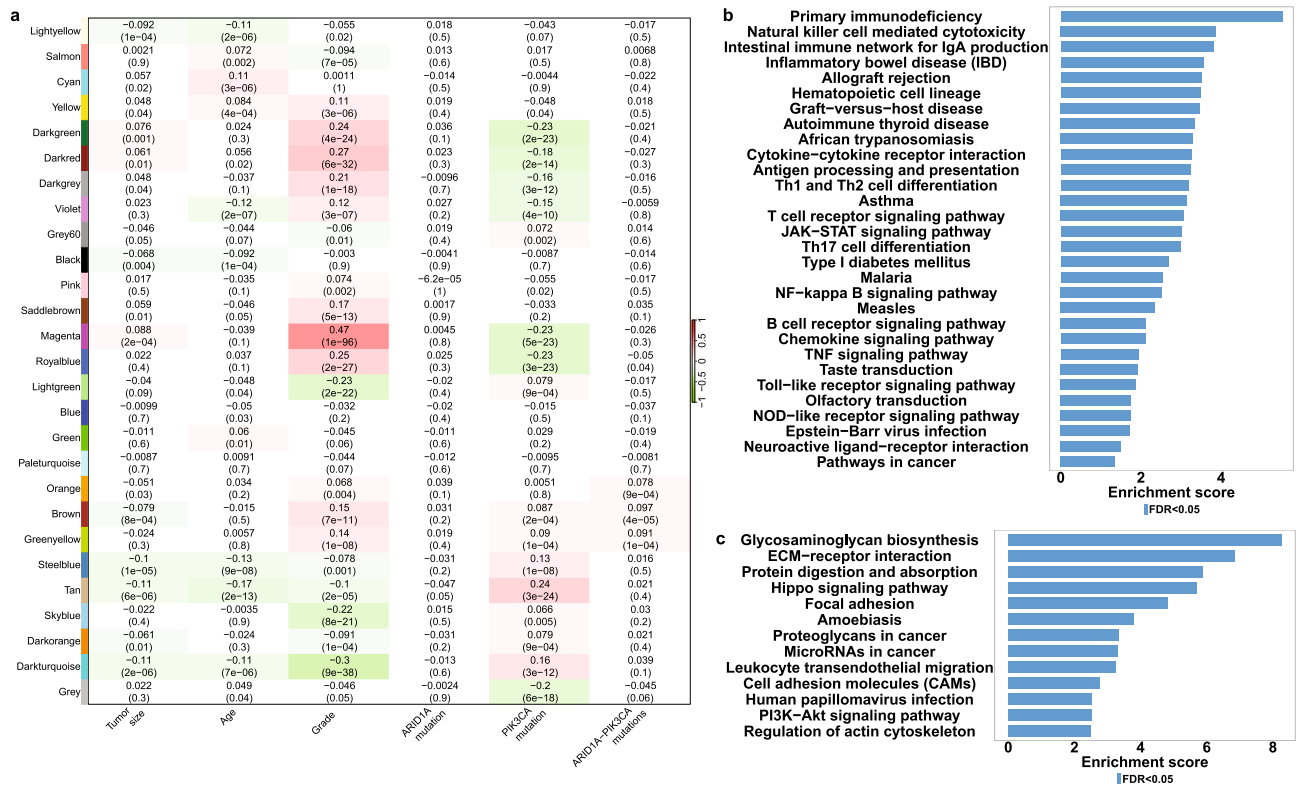 a
Lightyellow −0.092 −0.11 −0.055 0.018 −0.043 −0.017
(1e−04) (2e−06) (0.02) (0.5) (0.07) (0.5)
Salmon 0.0021 0.072 −0.094 0.013 0.017 0.0068
(0.9) (0.002) (7e−05) (0.6) (0.5) (0.8)
Cyan 0.057 0.11 0.0011 −0.014 −0.0044 −0.022
(0.02) (3e−06) (1) (0.5) (0.9) (0.4)
Yellow 0.048 0.084 0.11 0.019 −0.048 0.018
(0.04) (4e−04) (3e−06) (0.4) (0.04) (0.5)
Darkgreen 0.076 0.024 0.24 0.036 −0.23 −0.021
(0.001) (0.3) (4e−24) (0.1) (2e−23) (0.4)
Darkred 0.061 0.056 0.27 0.023 −0.18 −0.027
(0.01) (0.02) (6e−32) (0.3) (2e−14) (0.3)
Darkgrey 0.048 −0.037 0.21 −0.0096 −0.16 −0.016
(0.04) (0.1) (1e−18) (0.7) (3e−12) (0.5)
Violet 0.023 −0.12 0.12 0.027 −0.15 −0.0059
(0.3) (2e−07) (3e−07) (0.2) (4e−10) (0.8)
Grey60 −0.046 −0.044 −0.06 0.019 0.072 0.014
(0.05) (0.07) (0.01) (0.4) (0.002) (0.6)
Black −0.068 −0.092 −0.003 −0.0041 −0.0087 −0.014
(0.004) (1e−04) (0.9) (0.9) (0.7) (0.6)
Pink 0.017 −0.035 0.074 −6.2e−05 −0.055 −0.017
(0.5) (0.1) (0.002) (1) (0.02) (0.5)
Saddlebrown 0.059 −0.046 0.17 0.0017 −0.033 0.035
(0.01) (0.05) (5e−13) (0.9) (0.2) (0.1)
Magenta 0.088 −0.039 0.47 0.0045 −0.23 −0.026
(2e−04) (0.1) (1e−96) (0.8) (5e−23) (0.3)
Royalblue 0.022 0.037 0.25 0.025 −0.23 −0.05
(0.4) (0.1) (2e−27) (0.3) (3e−23) (0.04)
Lightgreen −0.04 −0.048 −0.23 −0.02 0.079 −0.017
(0.09) (0.04) (2e−22) (0.4) (9e−04) (0.5)
Blue −0.0099 −0.05 −0.032 −0.02 −0.015 −0.037
(0.7) (0.03) (0.2) (0.4) (0.5) (0.1)
Green −0.011 0.06 −0.045 −0.011 0.029 −0.019
(0.6) (0.01) (0.06) (0.6) (0.2) (0.4)
Paleturquoise −0.0087 0.0091 −0.044 −0.012 −0.0095 −0.0081
(0.7) (0.7) (0.07) (0.6) (0.7) (0.7)
Orange −0.051 0.034 0.068 0.039 0.0051 0.078
(0.03) (0.2) (0.004) (0.1) (0.8) (9e−04)
Brown −0.079 −0.015 0.15 0.031 0.087 0.097
(8e−04) (0.5) (7e−11) (0.2) (2e−04) (4e−05)
Greenyellow −0.024 0.0057 0.14 0.019 0.09 0.091
(0.3) (0.8) (1e−08) (0.4) (1e−04) (1e−04)
Steelblue −0.1 −0.13 −0.078 −0.031 0.13 0.016
(1e−05) (9e−08) (0.001) (0.2) (1e−08) (0.5)
Tan −0.11 −0.17 −0.1 −0.047 0.24 0.021
(6e−06) (2e−13) (2e−05) (0.05) (3e−24) (0.4)
Skyblue −0.022 −0.0035 −0.22 0.015 0.066 0.03
(0.4) (0.9) (8e−21) (0.5) (0.005) (0.2)
Darkorange −0.061 −0.024 −0.091 −0.031 0.079 0.021
(0.01) (0.3) (1e−04) (0.2) (9e−04) (0.4)
Darkturquoise −0.11 −0.11 −0.3 −0.013 0.16 0.039
(2e−06) (7e−06) (9e−38) (0.6) (3e−12) (0.1)
Grey 0.022 0.049 −0.046 −0.0024 −0.2 −0.045
(0.3) (0.04) (0.05) (0.9) (6e−18) (0.06)
Tumor
size
Age
Grade
ARID1A
mutation
PIK3CA
mutation
ARID1A−PIK3CA
mutations
1
0.5
0
−0.5
−1
b
Primary immunodeficiency
Natural killer cell mediated cytotoxicity
Intestinal immune network for IgA production
Inflammatory bowel disease (IBD)
Allograft rejection
Hematopoietic cell lineage
Graft−versus−host disease
Autoimmune thyroid disease
African trypanosomiasis
Cytokine−cytokine receptor interaction
Antigen processing and presentation
Th1 and Th2 cell differentiation
Asthma
T cell receptor signaling pathway
JAK−STAT signaling pathway
Th17 cell differentiation
Type I diabetes mellitus
Malaria
NF−kappa B signaling pathway
Measles
B cell receptor signaling pathway
Chemokine signaling pathway
TNF signaling pathway
Taste transduction
Toll−like receptor signaling pathway
Olfactory transduction
NOD−like receptor signaling pathway
Epstein−Barr virus infection
Neuroactive ligand−receptor interaction
Pathways in cancer
0 2 4
Enrichment score
FDR<0.05
c
Glycosaminoglycan biosynthesis
ECM−receptor interaction
Protein digestion and absorption
Hippo signaling pathway
Focal adhesion
Amoebiasis
Proteoglycans in cancer
MicroRNAs in cancer
Leukocyte transendothelial migration
Cell adhesion molecules (CAMs)
Human papillomavirus infection
PI3K−Akt signaling pathway
Regulation of actin cytoskeleton
0 2 4 6 8
Enrichment score
FDR<0.05